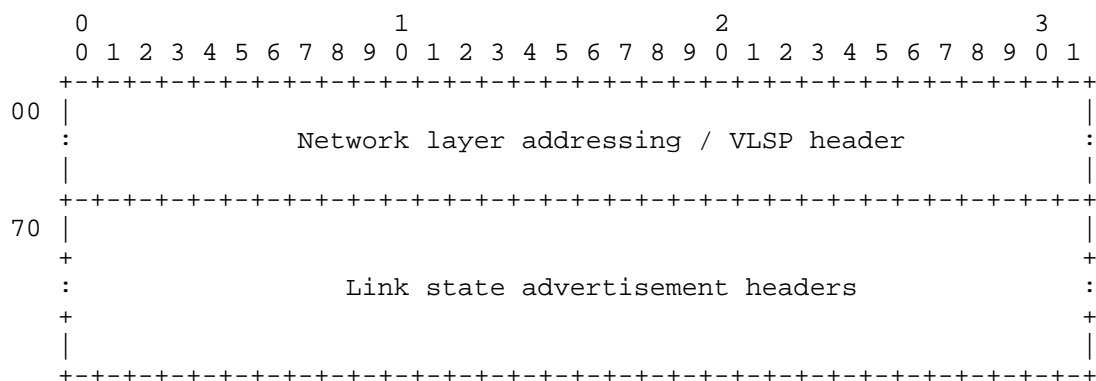 0                   1                   2                   3
    0 1 2 3 4 5 6 7 8 9 0 1 2 3 4 5 6 7 8 9 0 1 2 3 4 5 6 7 8 9 0 1
   +-+-+-+-+-+-+-+-+-+-+-+-+-+-+-+-+-+-+-+-+-+-+-+-+-+-+-+-+-+-+-+-+
00 |                                                               |
   :              Network layer addressing / VLSP header           :
   |                                                               |
   +-+-+-+-+-+-+-+-+-+-+-+-+-+-+-+-+-+-+-+-+-+-+-+-+-+-+-+-+-+-+-+-+
70 |                                                               |
   +                                                               +
   :                 Link state advertisement headers              :
   +                                                               +
   |                                                               |
   +-+-+-+-+-+-+-+-+-+-+-+-+-+-+-+-+-+-+-+-+-+-+-+-+-+-+-+-+-+-+-+-+